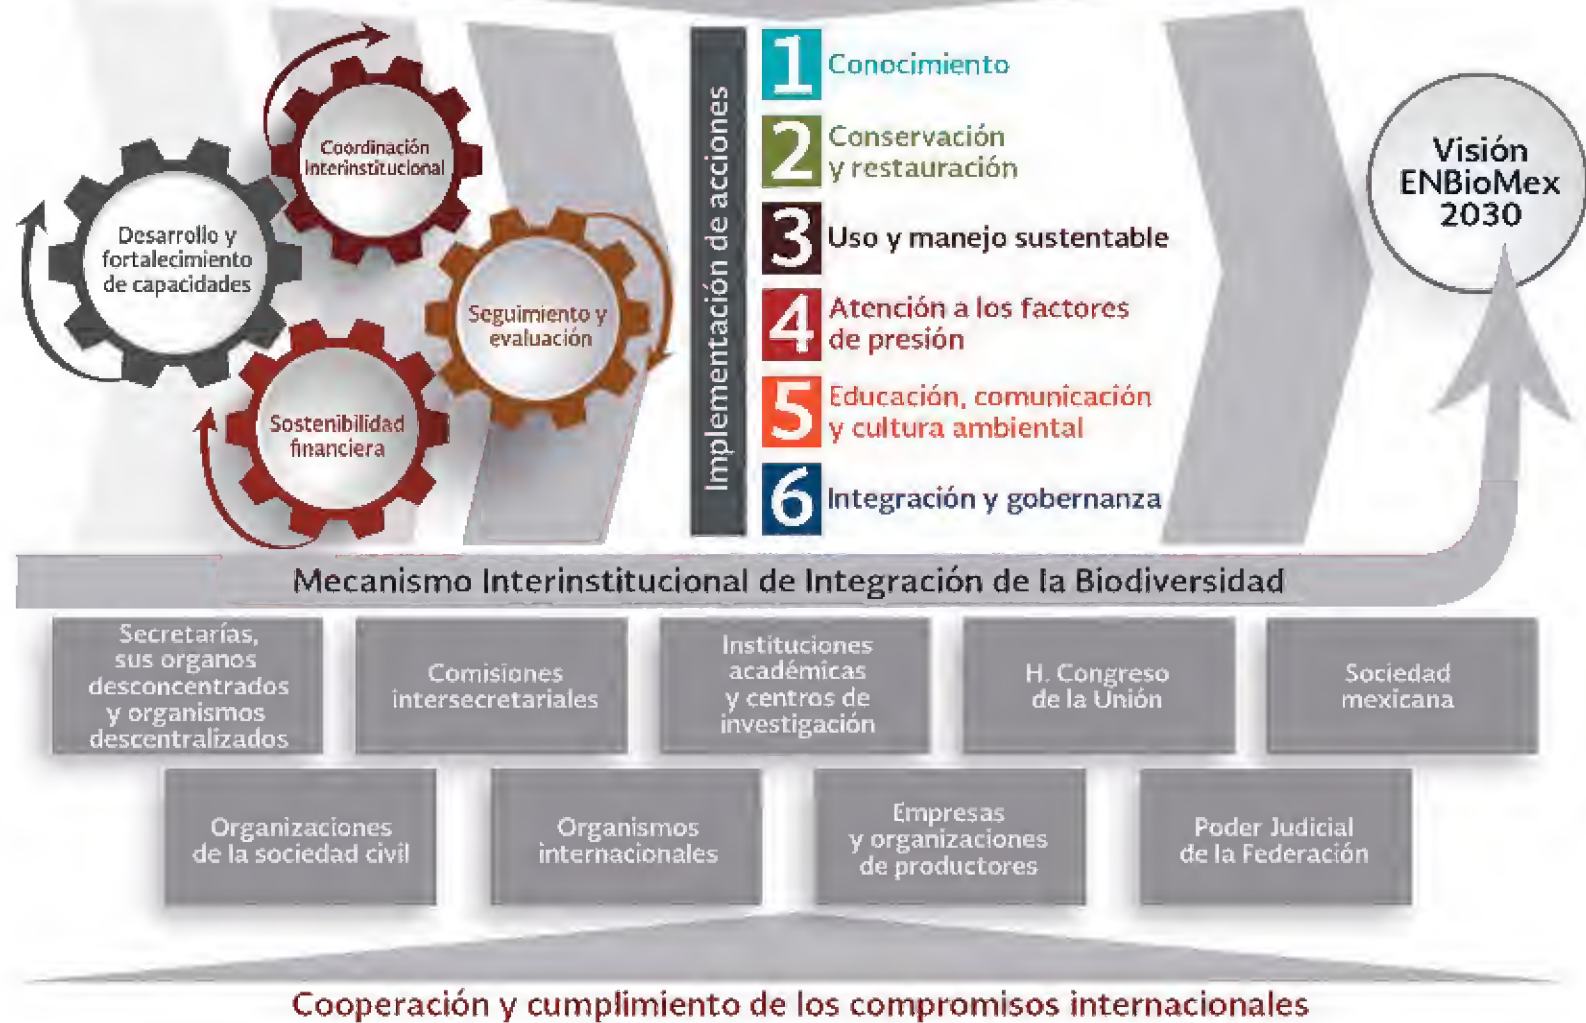 Coordinación
interinstitucional
Desarrollo y
fortalecimiento
de capacidades
Seguimiento y
evaluación
Sostenibilidad
financiera
Implementación de acciones
1 Conocimiento
2 Conservación
y restauración
3 Uso y manejo sustentable
4 Atención a los factores
de presión
5 Educación, comunicación
y cultura ambiental
6 Integración y gobernanza
Visión
ENBioMex
2030
Mecanismo Interinstitucional de Integración de la Biodiversidad
Secretarías,
sus organos
desconcentrados
y organismos
descentralizados
Comisiones
intersecretariales
Instituciones
académicas
y centros de
investigación
H. Congreso
de la Unión
Sociedad
mexicana
Organizaciones
de la sociedad civil
Organismos
internacionales
Empresas
y organizaciones
de productores
Poder Judicial
de la Federación
Cooperación y cumplimiento de los compromisos internacionales